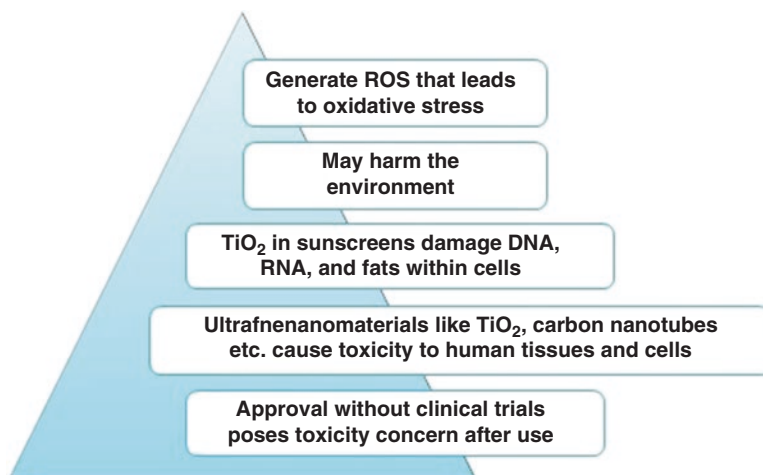 Generate ROS that leads
to oxidative stress
May harm the
environment
TiO₂ in sunscreens damage DNA,
RNA, and fats within cells
Ultrafnenanomaterials like TiO₂, carbon nanotubes
etc. cause toxicity to human tissues and cells
Approval without clinical trials
poses toxicity concern after use